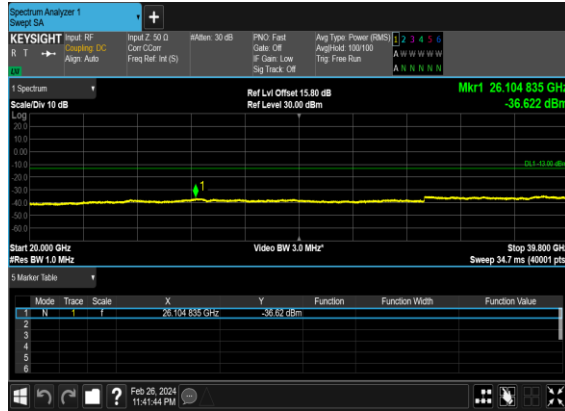 Spectrum Analyzer 1
Swept SA
+
KEYSIGHT Input: RF Input Z: 50 Ω #Atten: 30 dB PNO: Fast Avg Type: Power (RMS) 1 2 3 4 5 6
R T Coupling: DC Corr CCorr Gate: Off Avg|Hold: 100/100 A W W W W W
Align: Auto Freq Ref: Int (S) IF Gain: Low Trig: Free Run
Sig Track: Off A N N N N N
1 Spectrum Ref Lvl Offset 15.80 dB Mkr1 26.104 835 GHz
Scale/Div 10 dB Ref Level 30.00 dBm -36.622 dBm
Log
20.0
10.0
0.00
-10.0 DL1 -13.00 dBm
-20.0
-30.0 1
-40.0
-50.0
-60.0
Start 20.000 GHz Video BW 3.0 MHz* Stop 39.800 GHz
#Res BW 1.0 MHz Sweep 34.7 ms (40001 pts)
5 Marker Table
Mode Trace Scale X Y Function Function Width Function Value
1 N 1 f 26.104 835 GHz -36.62 dBm
2
3
4
5
6
? Feb 26, 2024
11:41:44 PM